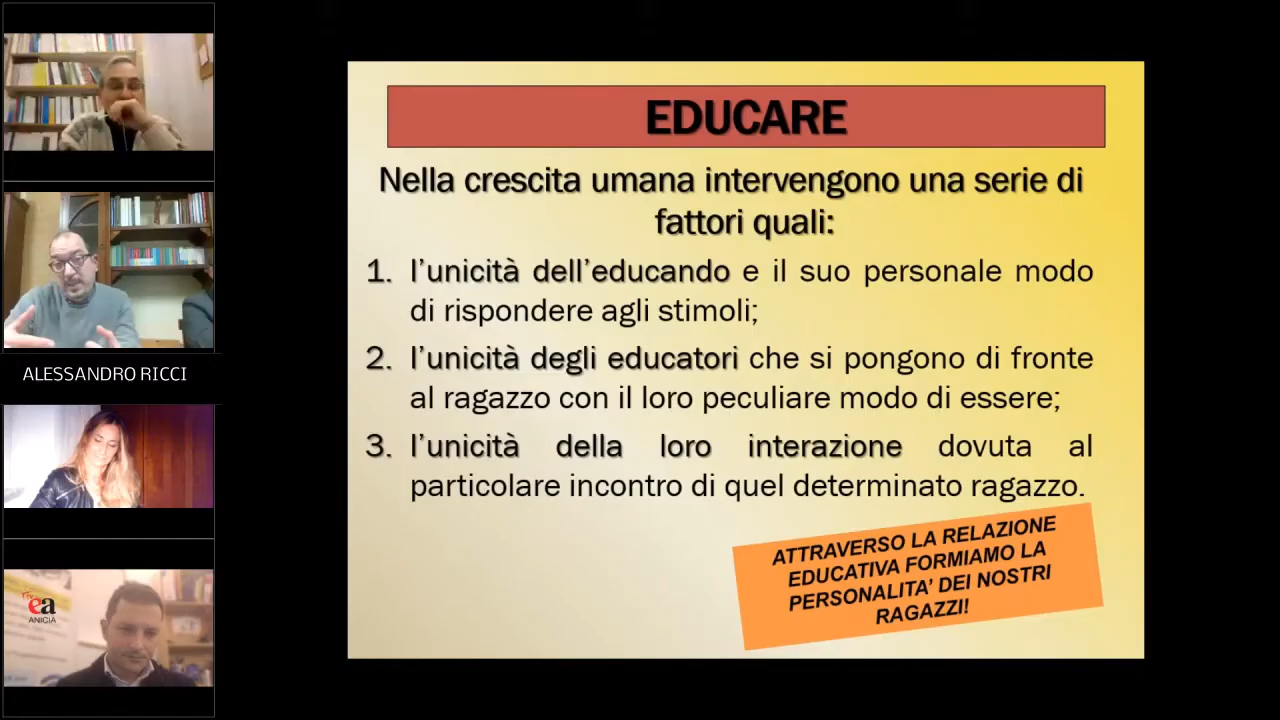 EDUCARE
Nella crescita umana intervengono una serie di
fattori quali:
1. l’unicità dell’educando e il suo personale modo
di rispondere agli stimoli;
2. l’unicità degli educatori che si pongono di fronte
al ragazzo con il loro peculiare modo di essere;
3. l’unicità della loro interazione dovuta al
particolare incontro di quel determinato ragazzo.
ATTRAVERSO LA RELAZIONE
EDUCATIVA FORMIAMO LA
PERSONALITA’ DEI NOSTRI
RAGAZZI!
ALESSANDRO RICCI
ea
ANICIA